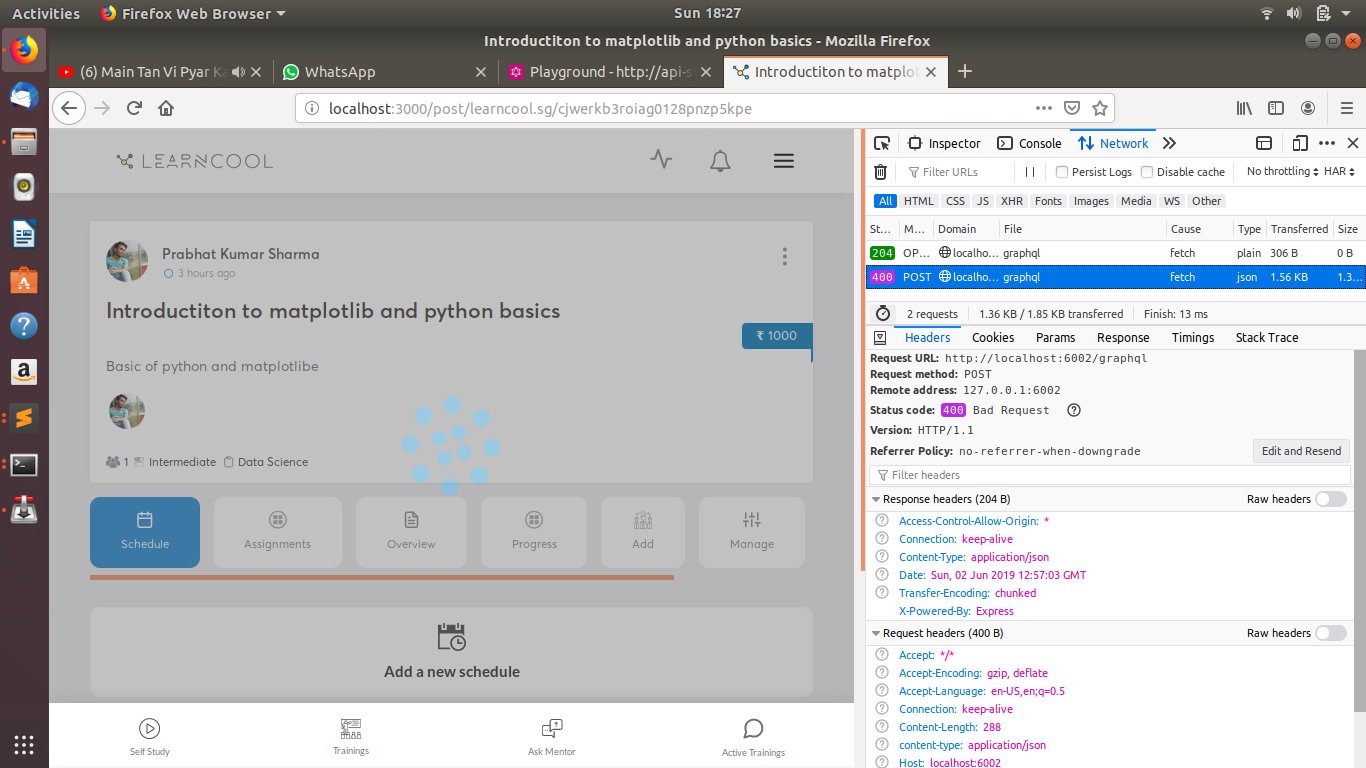 Activities Firefox Web Browser Sun 18:27
Introductiton to matplotlib and python basics - Mozilla Firefox
(6) Main Tan Vi Pyar Ka WhatsApp Playground - http://api-s Introductiton to matplot
localhost:3000/post/learncool.sg/cjwerkb3roiag0128pnzp5kpe
LEARNCOOL
Prabhat Kumar Sharma
3 hours ago
Introductiton to matplotlib and python basics
₹ 1000
Basic of python and matplotlibe
1 Intermediate Data Science
Schedule Assignments Overview Progress Add Manage
Add a new schedule
Self Study Trainings Ask Mentor Active Trainings
Inspector Console Network
Filter URLs Persist Logs Disable cache No throttling HAR
All HTML CSS JS XHR Fonts Images Media WS Other
St... M... Domain File Cause Type Transferred Size
204 OP... localho... graphql fetch plain 306 B 0 B
400 POST localho... graphql fetch json 1.56 KB 1.3...
2 requests 1.36 KB / 1.85 KB transferred Finish: 13 ms
Headers Cookies Params Response Timings Stack Trace
Request URL: http://localhost:6002/graphql
Request method: POST
Remote address: 127.0.0.1:6002
Status code: 400 Bad Request
Version: HTTP/1.1
Referrer Policy: no-referrer-when-downgrade Edit and Resend
Filter headers
Response headers (204 B) Raw headers
Access-Control-Allow-Origin: *
Connection: keep-alive
Content-Type: application/json
Date: Sun, 02 Jun 2019 12:57:03 GMT
Transfer-Encoding: chunked
X-Powered-By: Express
Request headers (400 B) Raw headers
Accept: */*
Accept-Encoding: gzip, deflate
Accept-Language: en-US,en;q=0.5
Connection: keep-alive
Content-Length: 288
content-type: application/json
Host: localhost:6002